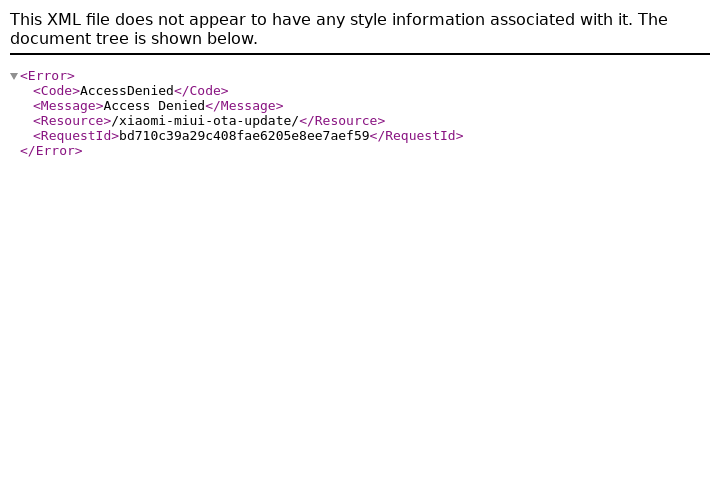 This XML file does not appear to have any style information associated with it. The
document tree is shown below.
<Error>
<Code>AccessDenied</Code>
<Message>Access Denied</Message>
<Resource>/xiaomi-miui-ota-update/</Resource>
<RequestId>bd710c39a29c408fae6205e8ee7aef59</RequestId>
</Error>